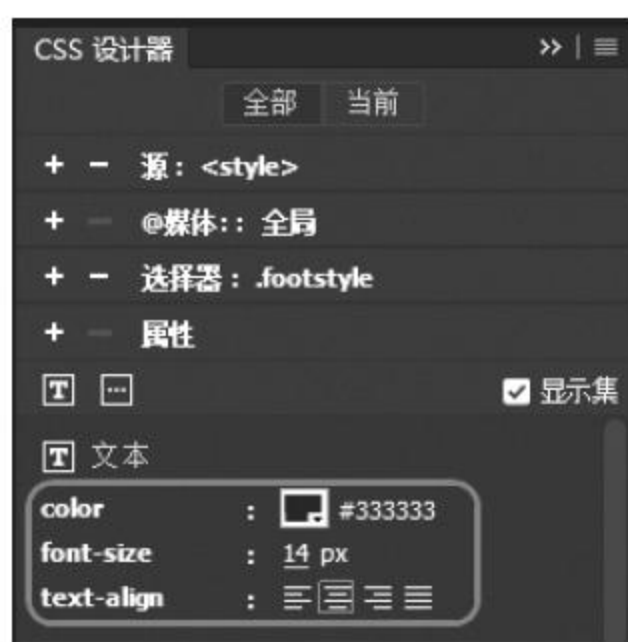 CSS 设计器
全部 当前
+ - 源: <style>
+ - @媒体:: 全局
+ - 选择器: .footstyle
+ - 属性
T ... 显示集
T 文本
color : #333333
font-size : 14 px
text-align :